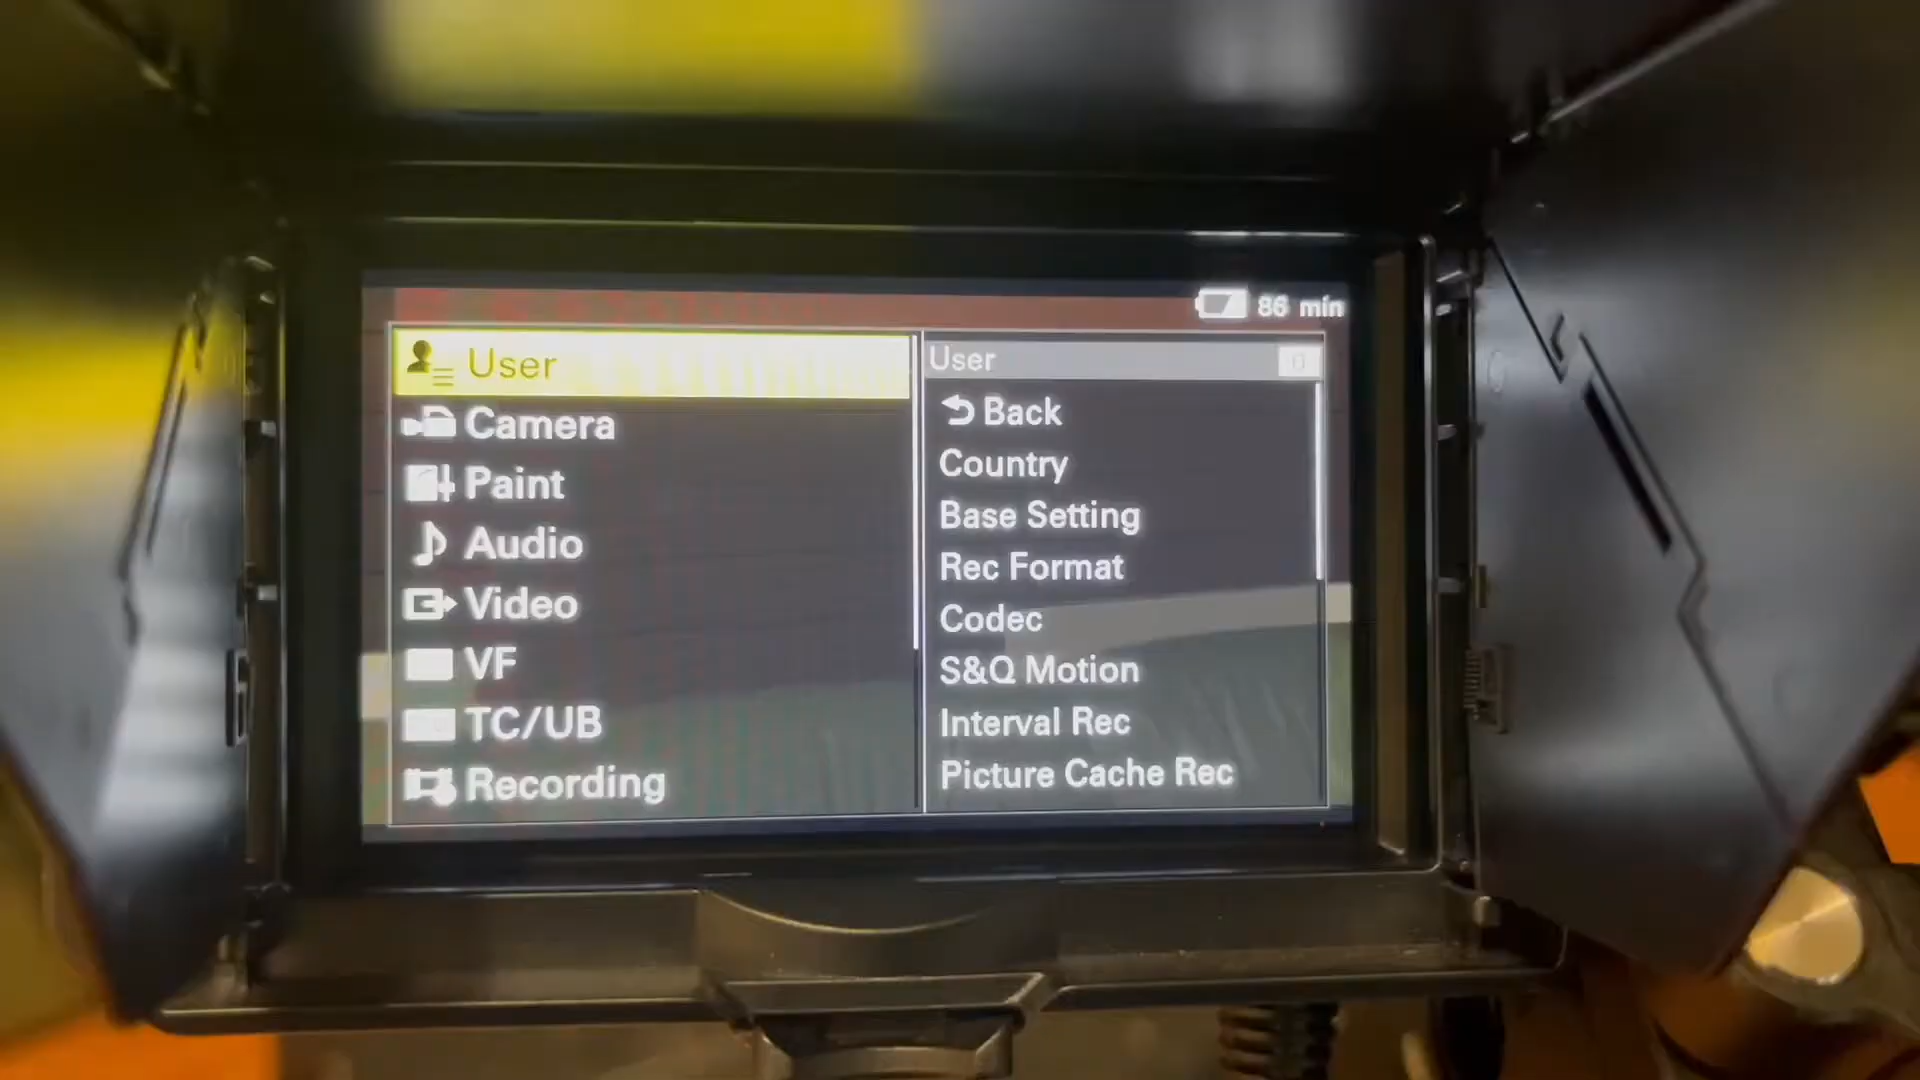 86 min
User
Camera
Paint
Audio
Video
VF
TC/UB
Recording
User
Back
Country
Base Setting
Rec Format
Codec
S&Q Motion
Interval Rec
Picture Cache Rec